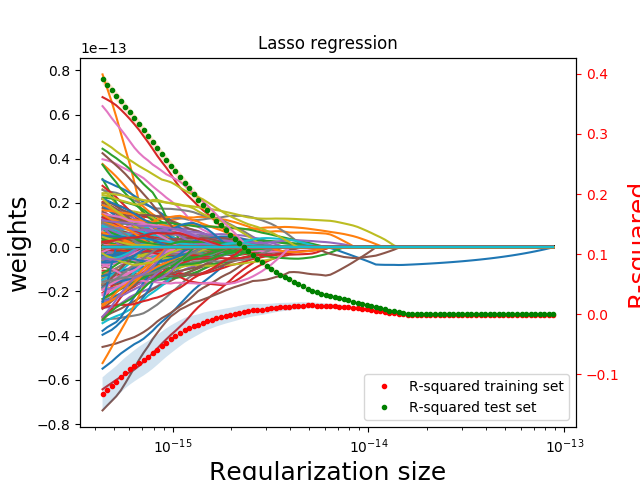 Lasso regression
1e−13
0.8
0.6
0.4
0.2
0.0
−0.2
−0.4
−0.6
−0.8
weights
0.4
0.3
0.2
0.1
0.0
−0.1
R-squared
R-squared training set
R-squared test set
10⁻¹⁵
10⁻¹⁴
10⁻¹³
Regularization size